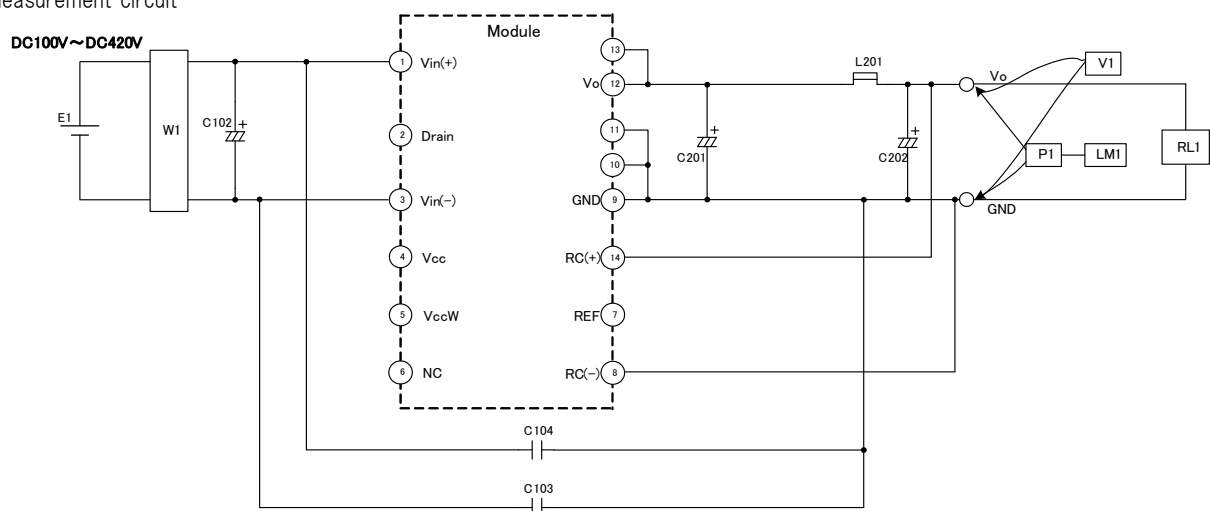 measurement circuit
DC100V～DC420V
Module
E1
W1
C102
+
1
Vin(+)
2
Drain
3
Vin(-)
4
Vcc
5
VccW
6
NC
13
Vo
12
11
10
GND
9
RC(+)
14
REF
7
RC(-)
8
+
C201
L201
+
C202
Vo
GND
V1
P1
LM1
RL1
C104
C103